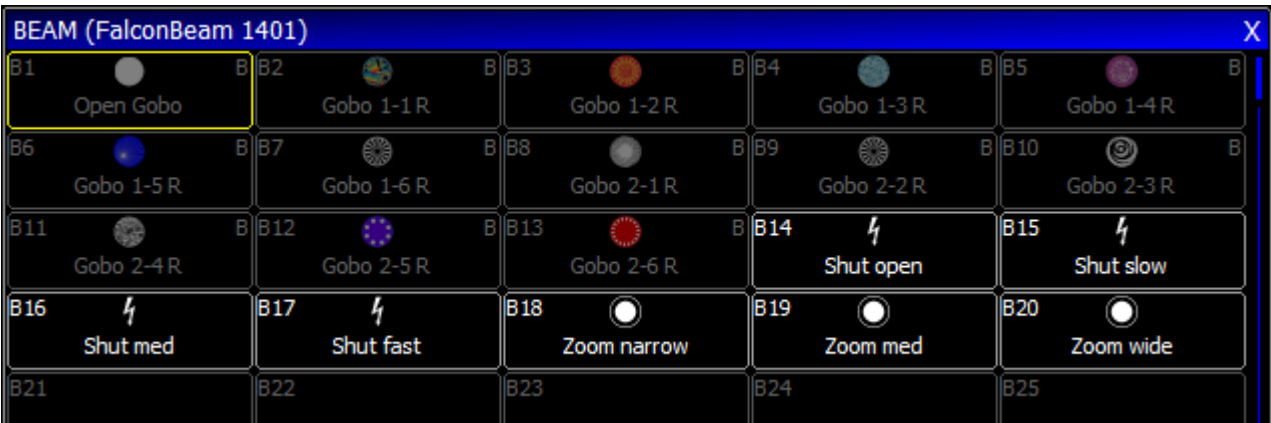 BEAM (FalconBeam 1401) X
B1 B B2 B B3 B B4 B B5 B
Open Gobo Gobo 1-1 R Gobo 1-2 R Gobo 1-3 R Gobo 1-4 R
B6 B B7 B B8 B B9 B B10 B
Gobo 1-5 R Gobo 1-6 R Gobo 2-1 R Gobo 2-2 R Gobo 2-3 R
B11 B B12 B B13 B B14 B15
Gobo 2-4 R Gobo 2-5 R Gobo 2-6 R Shut open Shut slow
B16 B17 B18 B19 B20
Shut med Shut fast Zoom narrow Zoom med Zoom wide
B21 B22 B23 B24 B25